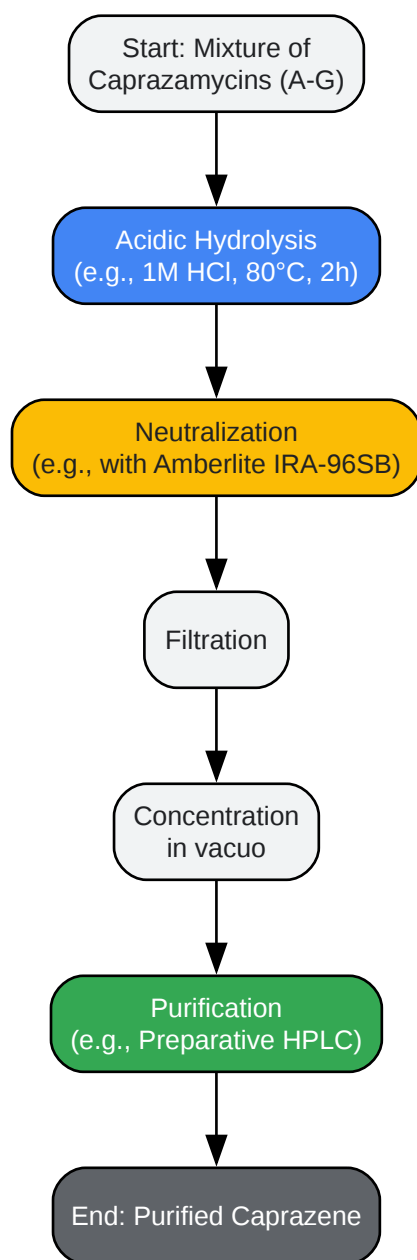 Start: Mixture of
Caprazamycins (A-G)
Acidic Hydrolysis
(e.g., 1M HCl, 80°C, 2h)
Neutralization
(e.g., with Amberlite IRA-96SB)
Filtration
Concentration
in vacuo
Purification
(e.g., Preparative HPLC)
End: Purified Caprazene